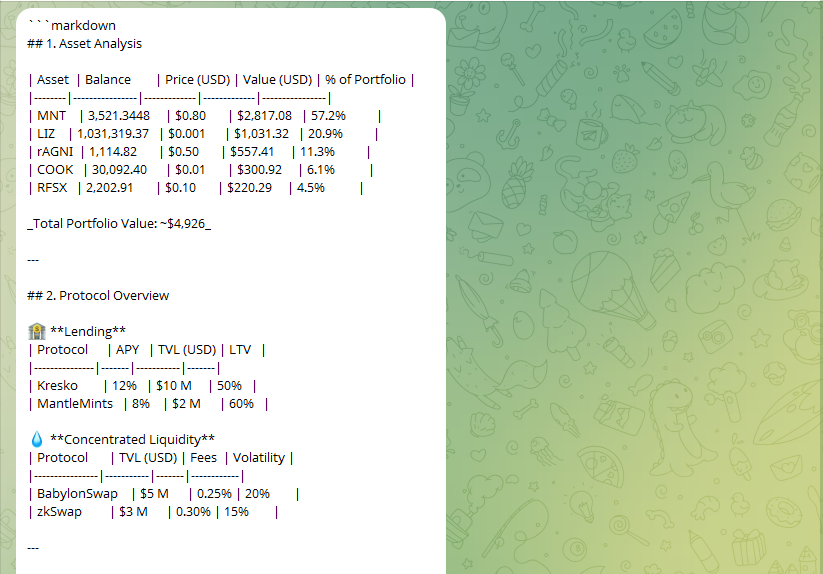 ```markdown
## 1. Asset Analysis
| Asset | Balance | Price (USD) | Value (USD) | % of Portfolio |
|--------|----------------|-------------|-------------|----------------|
| MNT | 3,521.3448 | $0.80 | $2,817.08 | 57.2% |
| LIZ | 1,031,319.37 | $0.001 | $1,031.32 | 20.9% |
| rAGNI | 1,114.82 | $0.50 | $557.41 | 11.3% |
| COOK | 30,092.40 | $0.01 | $300.92 | 6.1% |
| RFSX | 2,202.91 | $0.10 | $220.29 | 4.5% |
_Total Portfolio Value: ~$4,926_
---
## 2. Protocol Overview
🏦 **Lending**
| Protocol | APY | TVL (USD) | LTV |
|---------------|-------|-----------|-------|
| Kresko | 12% | $10 M | 50% |
| MantleMints | 8% | $2 M | 60% |
💧 **Concentrated Liquidity**
| Protocol | TVL (USD) | Fees | Volatility |
|----------------|-----------|-------|------------|
| BabylonSwap | $5 M | 0.25% | 20% |
| zkSwap | $3 M | 0.30% | 15% |
---